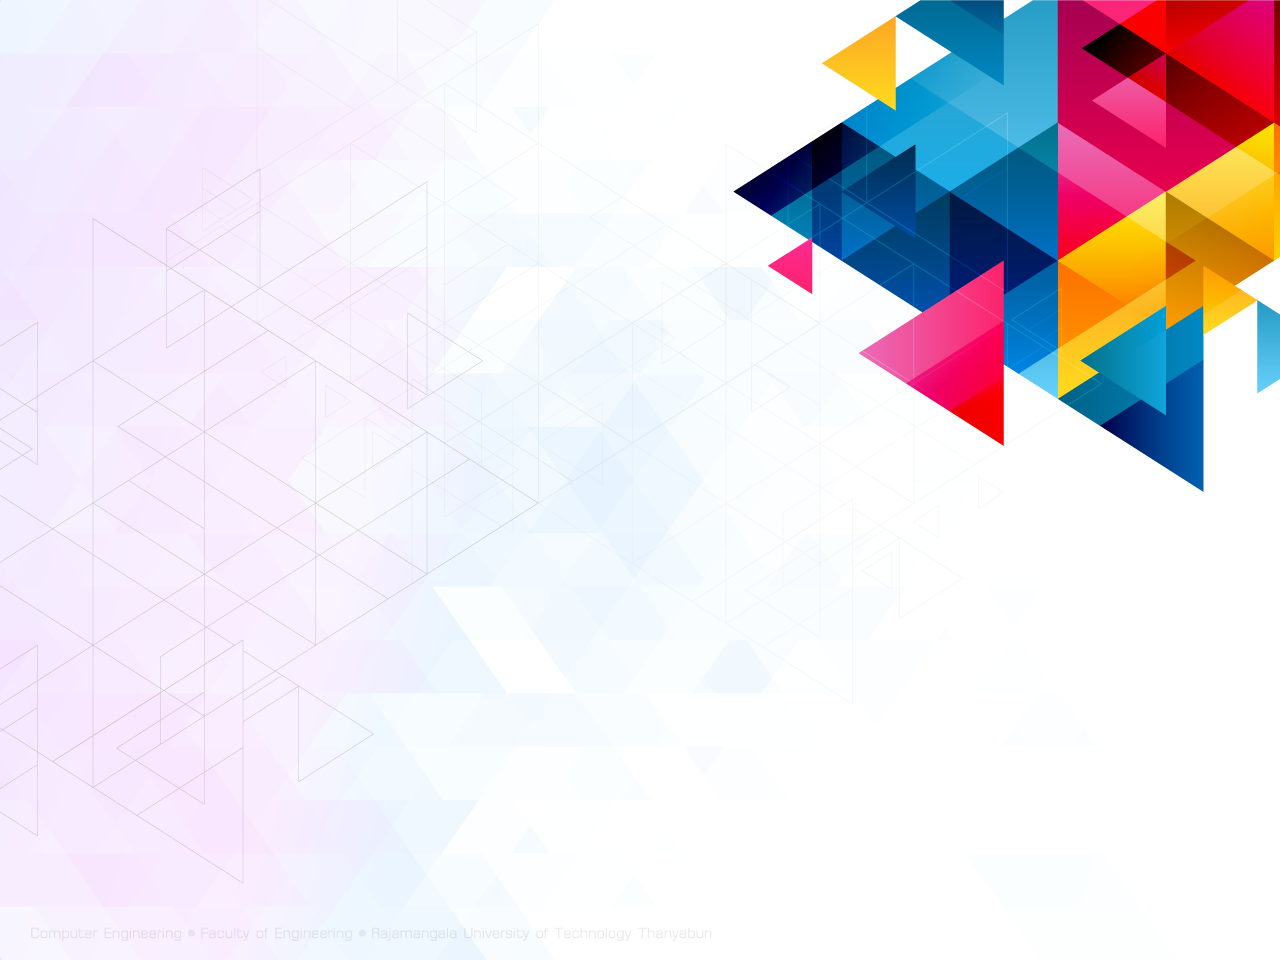 Computer Engineering • Faculty of Engineering • Rajamangala University of Technology Thanyaburi